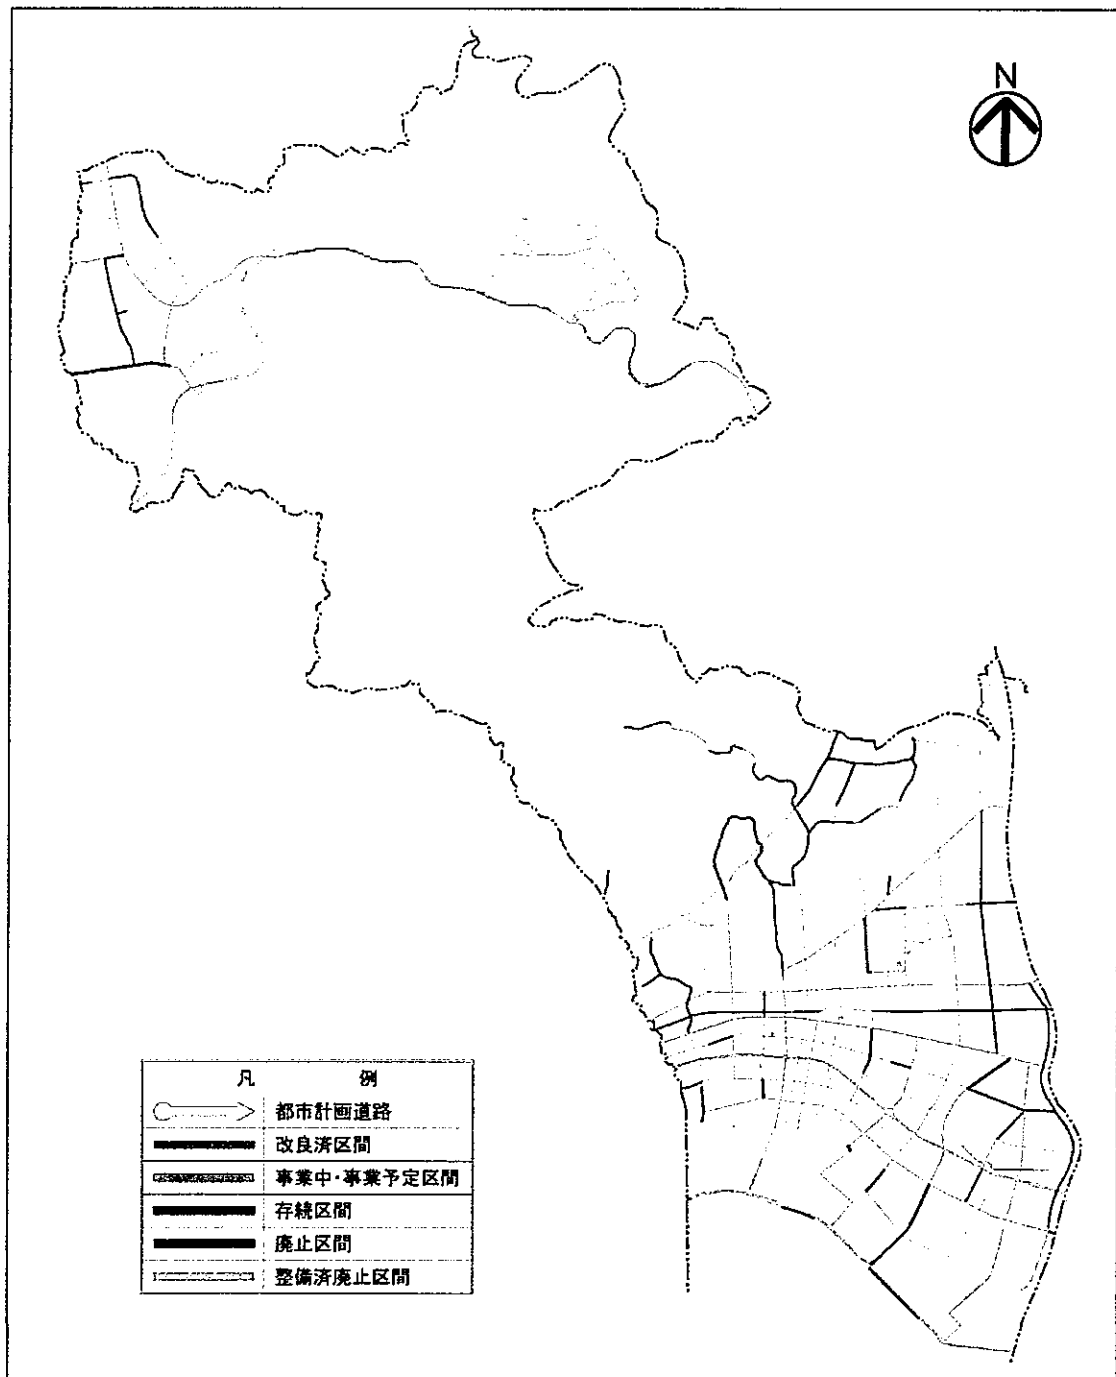 N
凡 例
都市計画道路
改良済区間
事業中・事業予定区間
存続区間
廃止区間
整備済廃止区間